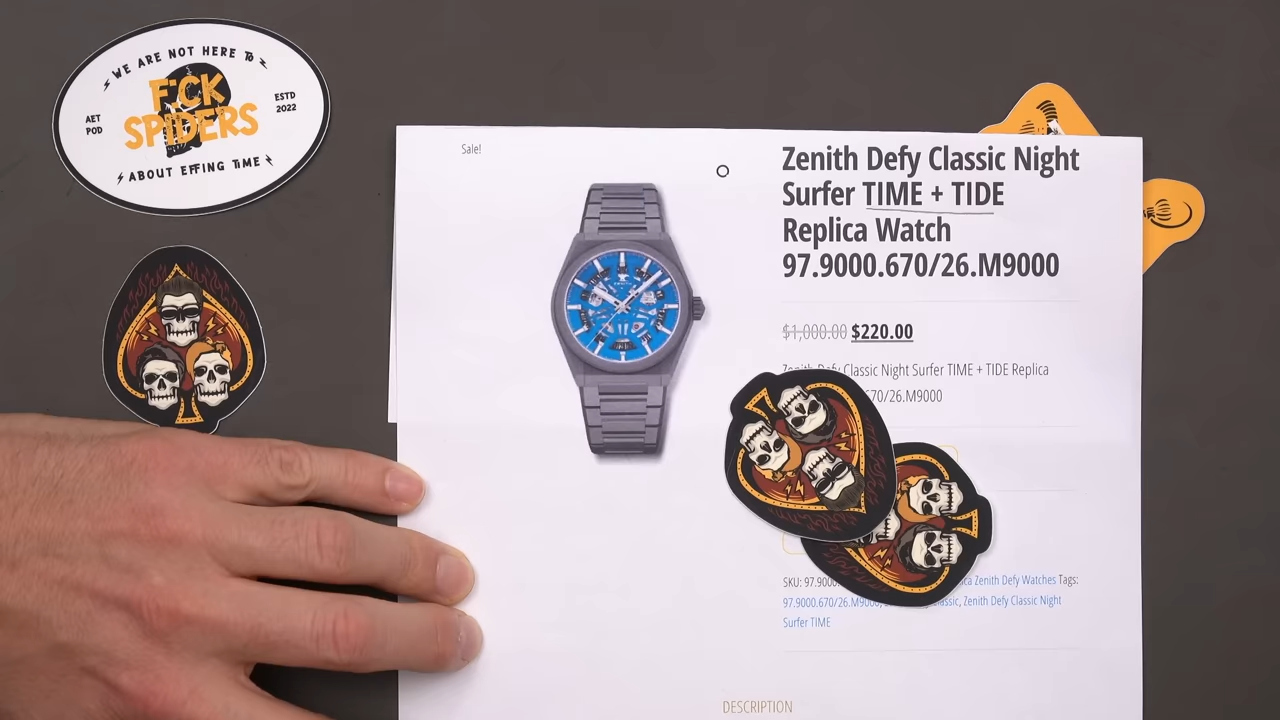 WE ARE NOT HERE To
F:CK
SPIDERS
AET
POD
ESTD
2022
ABOUT EFFING TiME
Sale!
Zenith Defy Classic Night
Surfer TIME + TIDE
Replica Watch
97.9000.670/26.M9000
$1,000.00 $220.00
Zenith Defy Classic Night Surfer TIME + TIDE Replica
70/26.M9000
SKU: 97.9000. Zenith Defy Watches Tags:
97.9000.670/26.M9000, Zenith Defy Classic Night
Surfer TIME
DESCRIPTION